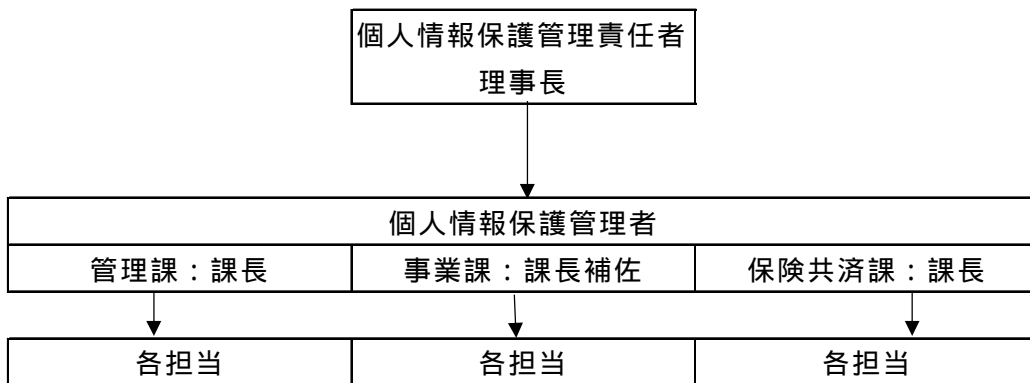 個人情報保護管理責任者
理事長
個人情報保護管理者
管理課：課長
事業課：課長補佐
保険共済課：課長
各担当
各担当
各担当